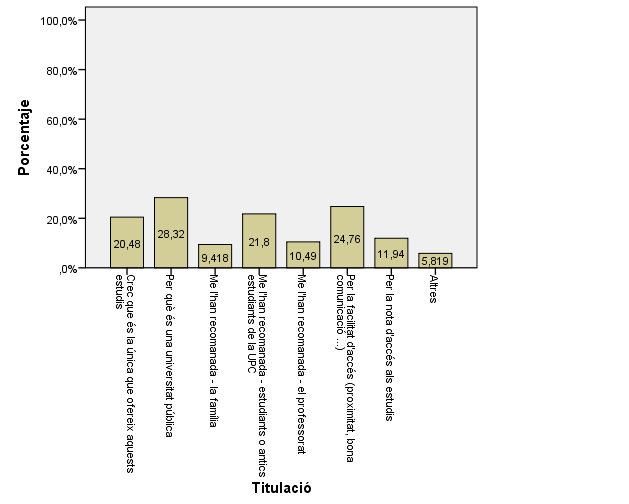 100,0%
80,0%
60,0%
40,0%
20,0%
,0%
Porcentaje
20,48
28,32
9,418
21,8
10,49
24,76
11,94
5,819
Crec que és la única que ofereix aquests
estudis
Per què és una universitat pública
Me l'han recomanada - la família
Me l'han recomanada - estudiants o antics
estudiants de la UPC
Me l'han recomanada - el professorat
Per la facilitat d'accés (proximitat, bona
comunicació ...)
Per la nota d'accés als estudis
Altres
Titulació